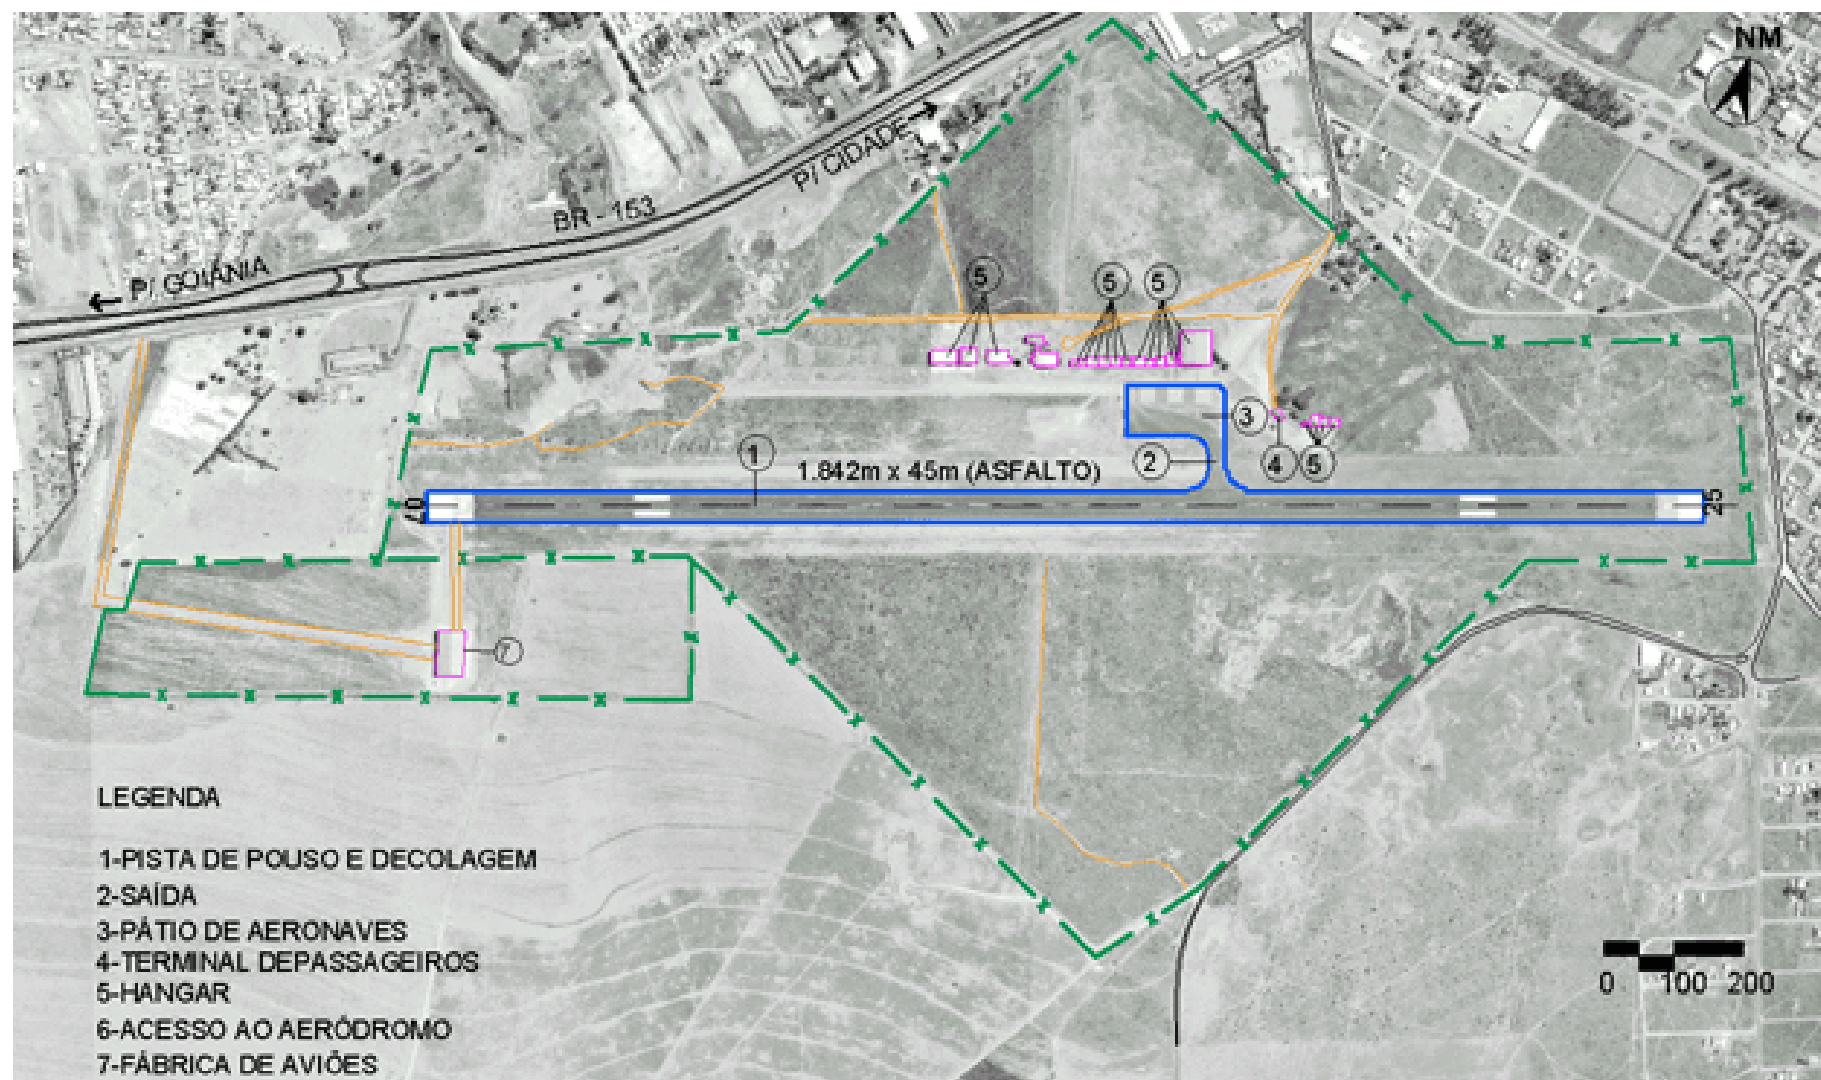 NM
P/ CIDADE
BR - 153
P/ GOIÂNIA
5
5
5
3
1
2
4
5
1.842m x 45m (ASFALTO)
07
25
7
LEGENDA
1-PISTA DE POUSO E DECOLAGEM
2-SAÍDA
3-PÁTIO DE AERONAVES
4-TERMINAL DEPASSAGEIROS
5-HANGAR
6-ACESSO AO AERÓDROMO
7-FÁBRICA DE AVIÕES
0 100 200